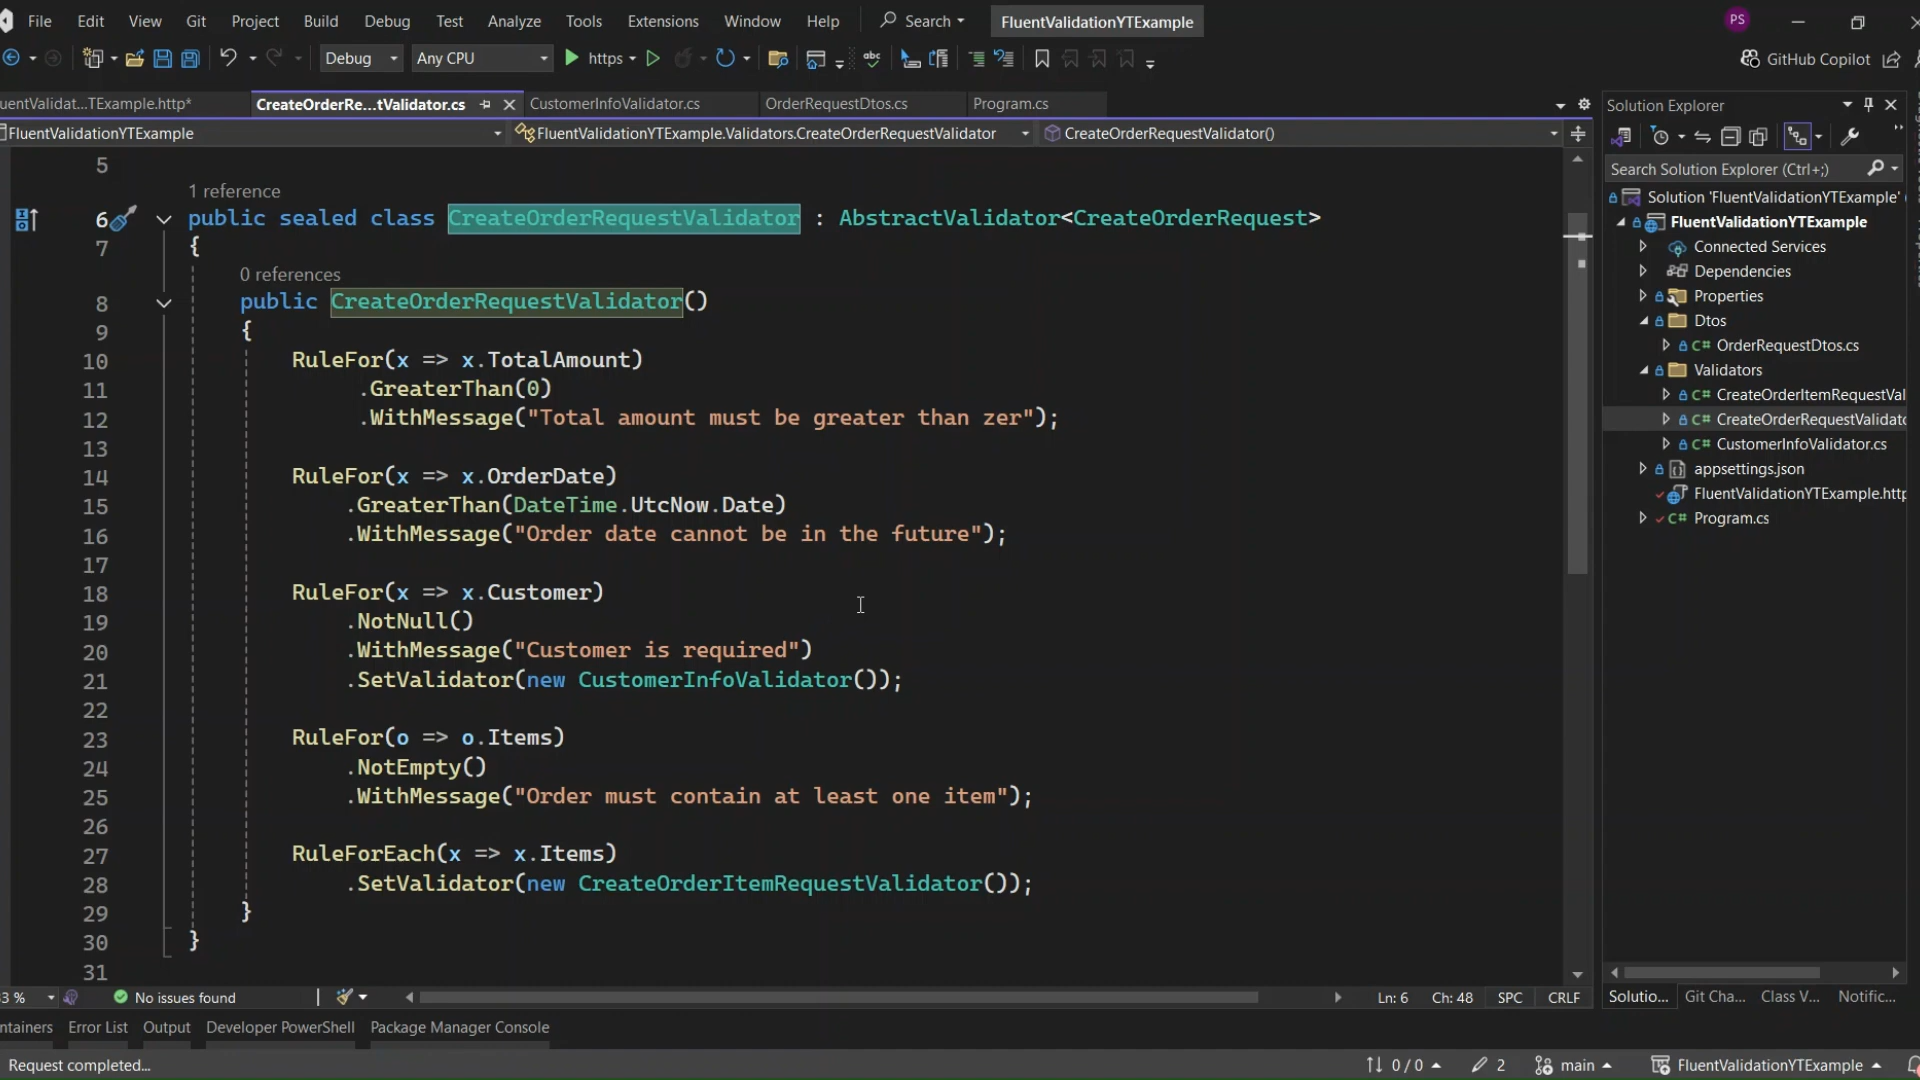 File Edit View Git Project Build Debug Test Analyze Tools Extensions Window Help Search FluentValidationYTExample PS
Debug Any CPU https GitHub Copilot
uentValidat...TExample.http* CreateOrderRe...tValidator.cs CustomerInfoValidator.cs OrderRequestDtos.cs Program.cs
FluentValidationYTExample FluentValidationYTExample.Validators.CreateOrderRequestValidator CreateOrderRequestValidator()
5
1 reference
6 public sealed class CreateOrderRequestValidator : AbstractValidator<CreateOrderRequest>
7 {
0 references
8 public CreateOrderRequestValidator()
9 {
10 RuleFor(x => x.TotalAmount)
11 .GreaterThan(0)
12 .WithMessage("Total amount must be greater than zer");
13
14 RuleFor(x => x.OrderDate)
15 .GreaterThan(DateTime.UtcNow.Date)
16 .WithMessage("Order date cannot be in the future");
17
18 RuleFor(x => x.Customer)
19 .NotNull()
20 .WithMessage("Customer is required")
21 .SetValidator(new CustomerInfoValidator());
22
23 RuleFor(o => o.Items)
24 .NotEmpty()
25 .WithMessage("Order must contain at least one item");
26
27 RuleForEach(x => x.Items)
28 .SetValidator(new CreateOrderItemRequestValidator());
29 }
30 }
31
3 % No issues found Ln: 6 Ch: 48 SPC CRLF
Solution Explorer
Search Solution Explorer (Ctrl+;)
Solution 'FluentValidationYTExample'
FluentValidationYTExample
Connected Services
Dependencies
Properties
Dtos
C# OrderRequestDtos.cs
Validators
C# CreateOrderItemRequestVal
C# CreateOrderRequestValidato
C# CustomerInfoValidator.cs
appsettings.json
FluentValidationYTExample.http
C# Program.cs
Solutio... Git Cha... Class V... Notific...
ntainers Error List Output Developer PowerShell Package Manager Console
Request completed... 0 / 0 2 main FluentValidationYTExample